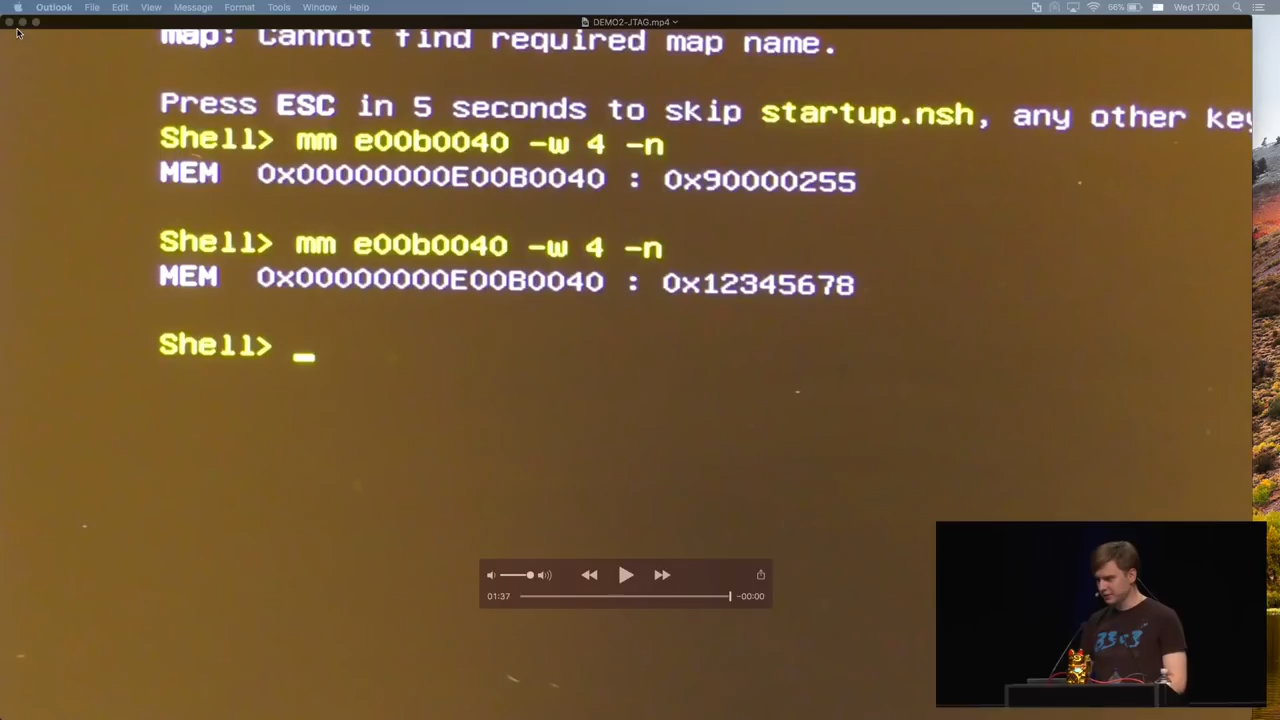 Outlook File Edit View Message Format Tools Window Help 66% Wed 17:00
DEMO2-JTAG.mp4
map: Cannot find required map name.
Press ESC in 5 seconds to skip startup.nsh, any other key
Shell> mm e00b0040 -w 4 -n
MEM 0x00000000E00B0040 : 0x90000255
Shell> mm e00b0040 -w 4 -n
MEM 0x00000000E00B0040 : 0x12345678
Shell> _
01:37 -00:00
33c3